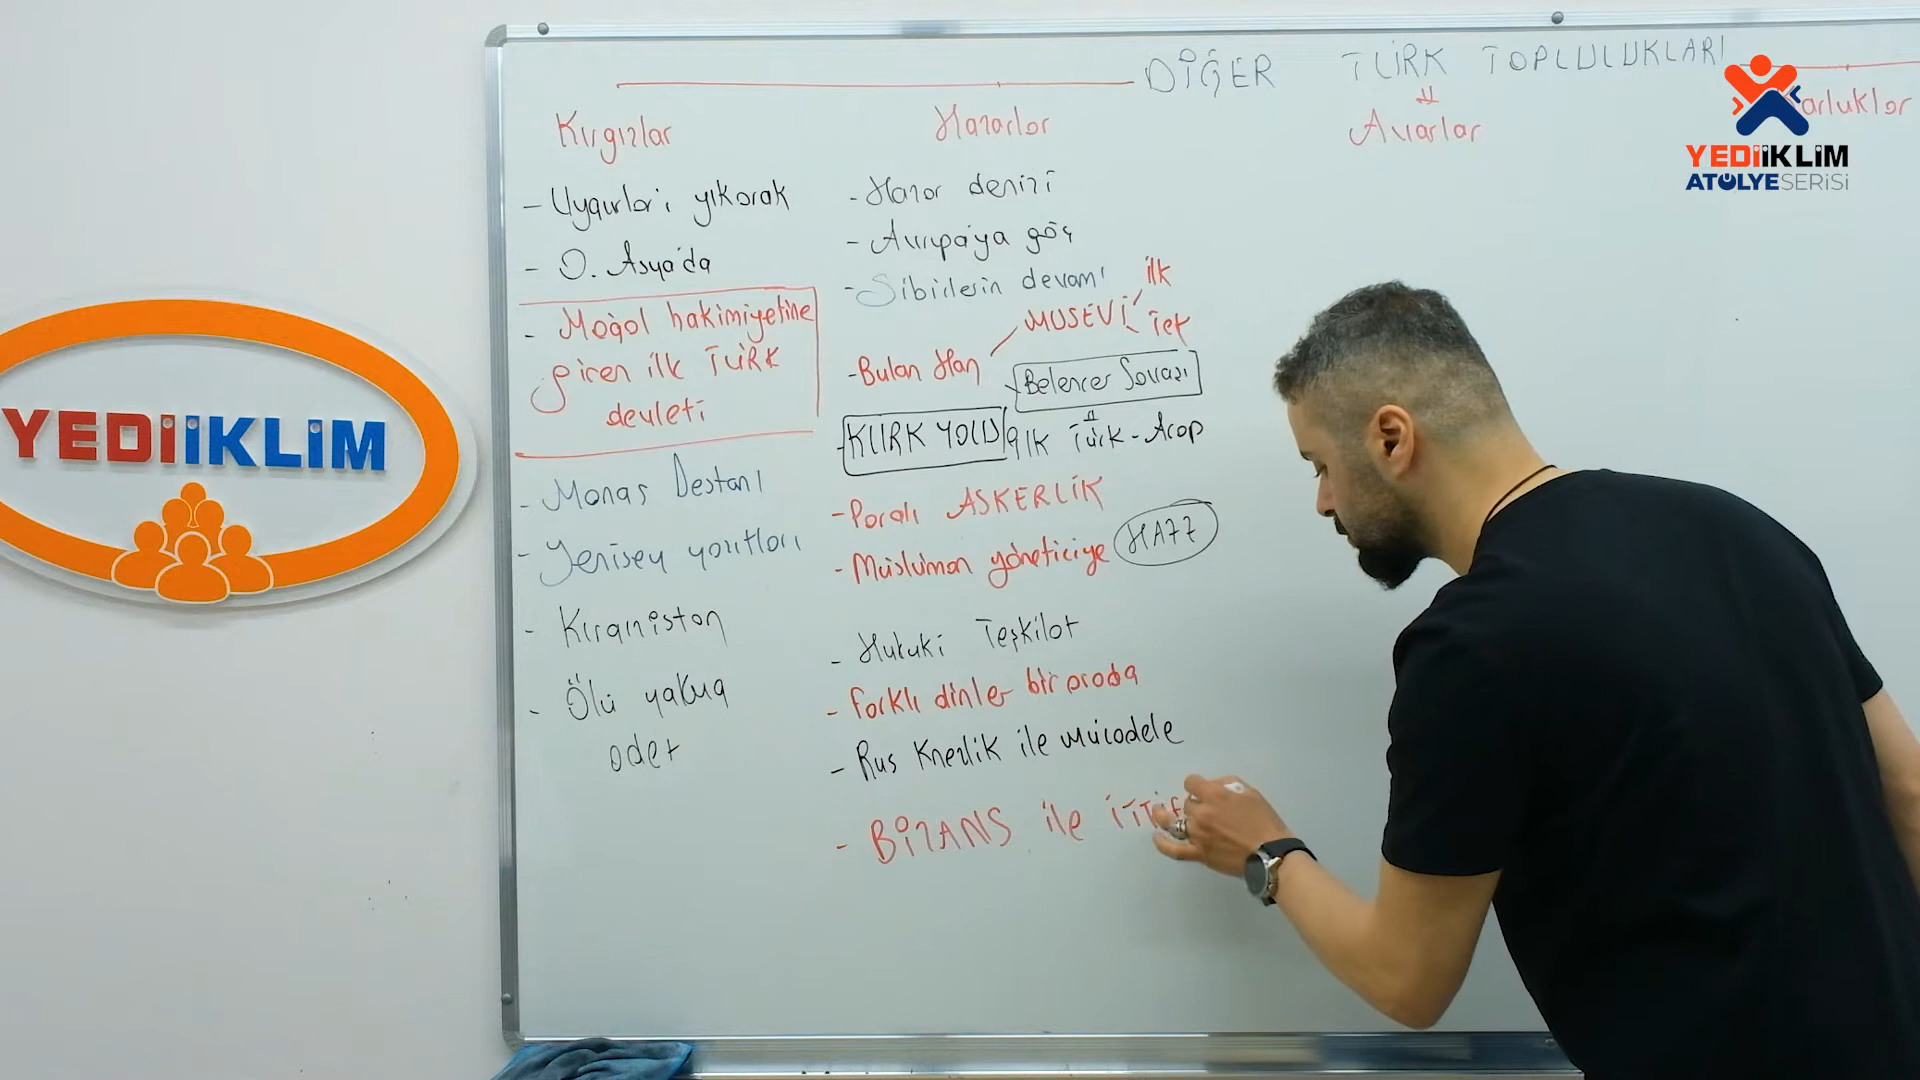 DİĞER TÜRK TOPLULUKLARI
Kırgızlar
- Uygurlar'ı yıkarak
- O. Asya'da
- Moğol hakimiyetine
giren ilk TÜRK
devleti
- Manas Destanı
- Yenisey yazıtları
- Kırgızistan
- Ölü yakma
adet
Hazarlar
- Hazar denizi
- Avrupa'ya göç
- Sibirlerin devamı
- Bulan Han
MUSEVİ
ilk
Tek
Belencer Savaşı
ilk Türk - Arap
- KÜRK YOLU
- Paralı ASKERLİK
- Müslüman yöneticiye HAZZ
- Hukuki Teşkilat
- Farklı dinler bir arada
- Rus Knezlik ile Mücadele
- BİZANS ile İTTİF
Avarlar
arluklar
YEDİİKLİM
ATÖLYE SERİSİ
YEDİİKLİM